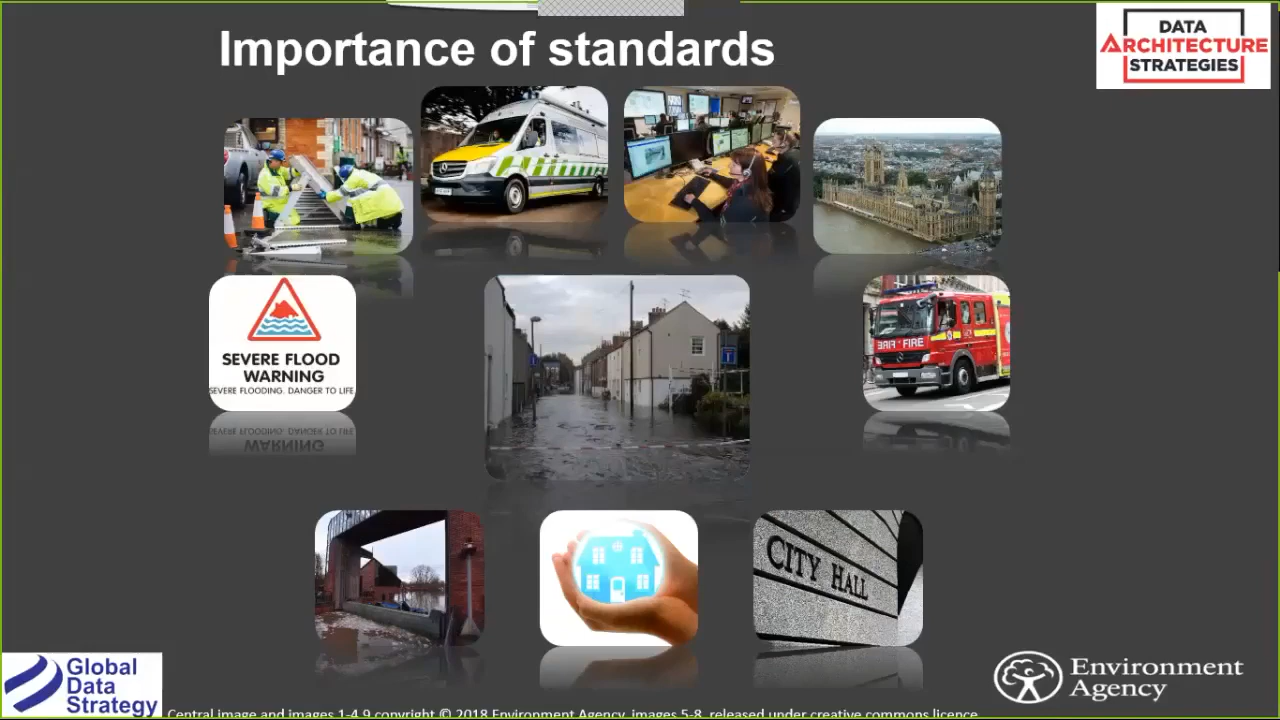 Importance of standards
DATA
ARCHITECTURE
STRATEGIES
SEVERE FLOOD
WARNING
SEVERE FLOODING. DANGER TO LIFE
FIRE
CITY HALL
Global
Data
Strategy
Environment
Agency
Central image and images 1-4,9 copyright © 2018 Environment Agency, images 5-8, released under creative commons licence